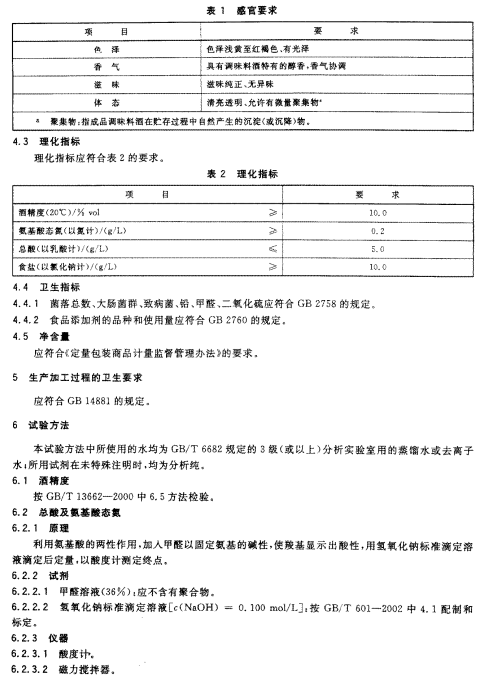 表 1 感官要求
项 目 要 求
色 泽 色泽浅黄至红褐色、有光泽
香 气 具有调味料酒特有的醇香,香气协调
滋 味 滋味纯正、无异味
体 态 清亮透明、允许有微量聚集物ª
ª 聚集物:指成品调味料酒在贮存过程中自然产生的沉淀(或沉降)物。
4.3 理化指标
理化指标应符合表 2 的要求。
表 2 理化指标
项 目 要 求
酒精度(20℃)/% vol ≥ 10.0
氨基酸态氮(以氮计)/(g/L) ≥ 0.2
总酸(以乳酸计)/(g/L) ≤ 5.0
食盐(以氯化钠计)/(g/L) ≥ 10.0
4.4 卫生指标
4.4.1 菌落总数、大肠菌群、致病菌、铅、甲醛、二氧化硫应符合 GB 2758 的规定。
4.4.2 食品添加剂的品种和使用量应符合 GB 2760 的规定。
4.5 净含量
应符合《定量包装商品计量监督管理办法》的要求。
5 生产加工过程的卫生要求
应符合 GB 14881 的规定。
6 试验方法
本试验方法中所使用的水均为 GB/T 6682 规定的 3 级(或以上)分析实验室用的蒸馏水或去离子
水;所用试剂在未特殊注明时,均为分析纯。
6.1 酒精度
按 GB/T 13662—2000 中 6.5 方法检验。
6.2 总酸及氨基酸态氮
6.2.1 原理
利用氨基酸的两性作用,加入甲醛以固定氨基的碱性,使羧基显示出酸性,用氢氧化钠标准滴定溶
液滴定后定量,以酸度计测定终点。
6.2.2 试剂
6.2.2.1 甲醛溶液(36%):应不含有聚合物。
6.2.2.2 氢氧化钠标准滴定溶液[c(NaOH) = 0.100 mol/L]:按 GB/T 601—2002 中 4.1 配制和
标定。
6.2.3 仪器
6.2.3.1 酸度计。
6.2.3.2 磁力搅拌器。